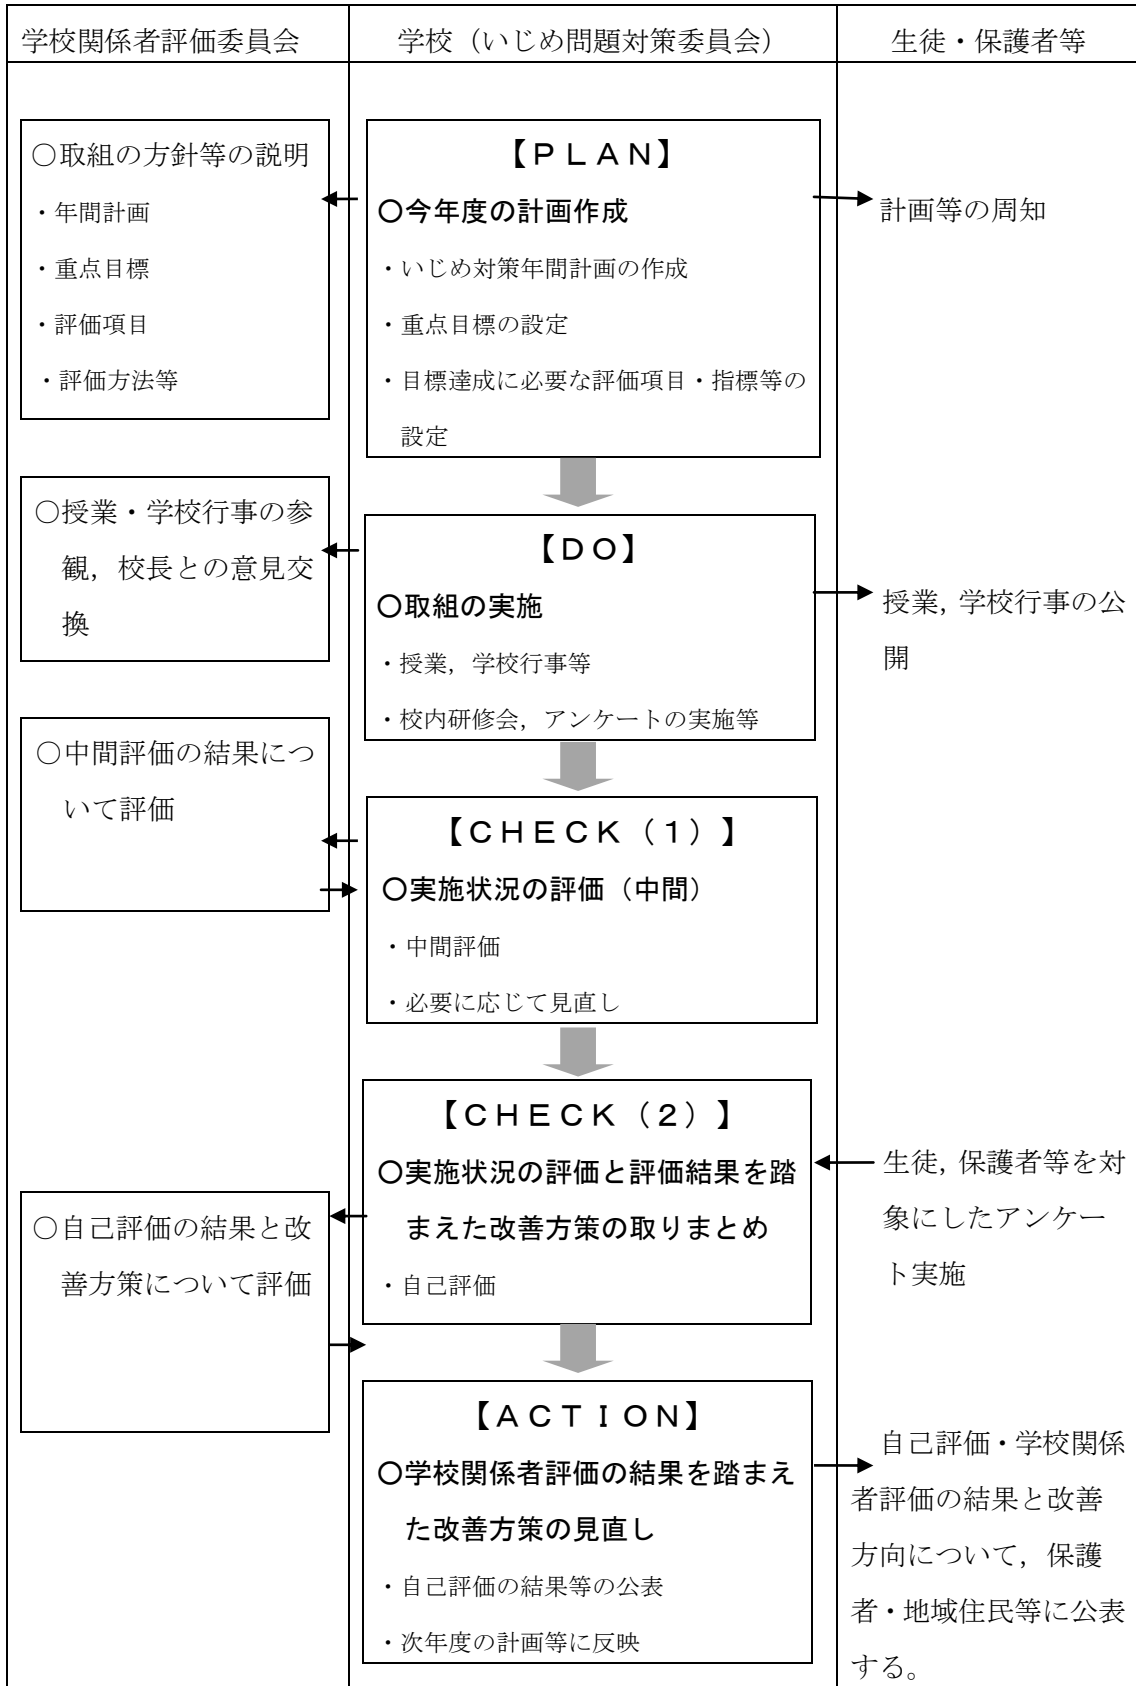 学校関係者評価委員会
学校（いじめ問題対策委員会）
生徒・保護者等
○取組の方針等の説明
・年間計画
・重点目標
・評価項目
・評価方法等
【ＰＬＡＮ】
○今年度の計画作成
・いじめ対策年間計画の作成
・重点目標の設定
・目標達成に必要な評価項目・指標等の
設定
計画等の周知
○授業・学校行事の参
観，校長との意見交
換
【ＤＯ】
○取組の実施
・授業，学校行事等
・校内研修会，アンケートの実施等
授業，学校行事の公
開
○中間評価の結果につ
いて評価
【ＣＨＥＣＫ（１）】
○実施状況の評価（中間）
・中間評価
・必要に応じて見直し
【ＣＨＥＣＫ（２）】
○実施状況の評価と評価結果を踏
まえた改善方策の取りまとめ
・自己評価
生徒，保護者等を対
象にしたアンケー
ト実施
○自己評価の結果と改
善方策について評価
【ＡＣＴＩＯＮ】
○学校関係者評価の結果を踏まえ
た改善方策の見直し
・自己評価の結果等の公表
・次年度の計画等に反映
自己評価・学校関係
者評価の結果と改善
方向について，保護
者・地域住民等に公表
する。